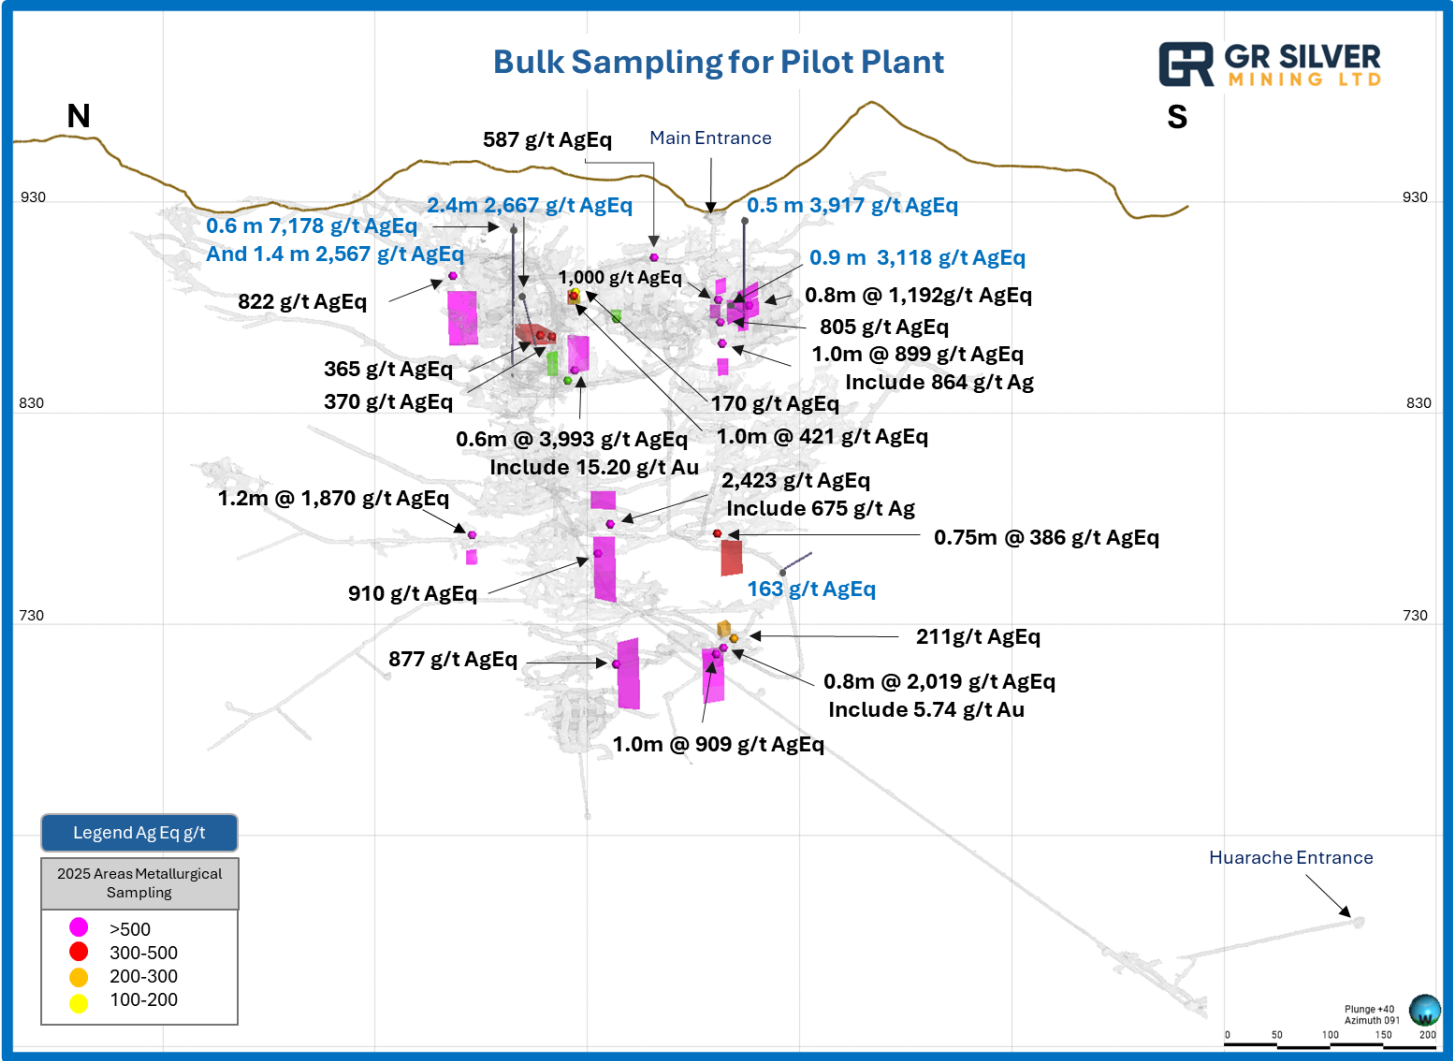 Bulk Sampling for Pilot Plant
GR SILVER
MINING LTD
N
S
587 g/t AgEq
Main Entrance
930
930
2.4m 2,667 g/t AgEq
0.5 m 3,917 g/t AgEq
0.6 m 7,178 g/t AgEq
And 1.4 m 2,567 g/t AgEq
0.9 m 3,118 g/t AgEq
1,000 g/t AgEq
822 g/t AgEq
0.8m @ 1,192g/t AgEq
805 g/t AgEq
1.0m @ 899 g/t AgEq
Include 864 g/t Ag
365 g/t AgEq
370 g/t AgEq
170 g/t AgEq
830
830
0.6m @ 3,993 g/t AgEq
Include 15.20 g/t Au
1.0m @ 421 g/t AgEq
2,423 g/t AgEq
Include 675 g/t Ag
1.2m @ 1,870 g/t AgEq
0.75m @ 386 g/t AgEq
910 g/t AgEq
163 g/t AgEq
730
730
211g/t AgEq
877 g/t AgEq
0.8m @ 2,019 g/t AgEq
Include 5.74 g/t Au
1.0m @ 909 g/t AgEq
Legend Ag Eq g/t
2025 Areas Metallurgical
Sampling
>500
300-500
200-300
100-200
Huarache Entrance
Plunge +40
Azimuth 091
W
0 50 100 150 200